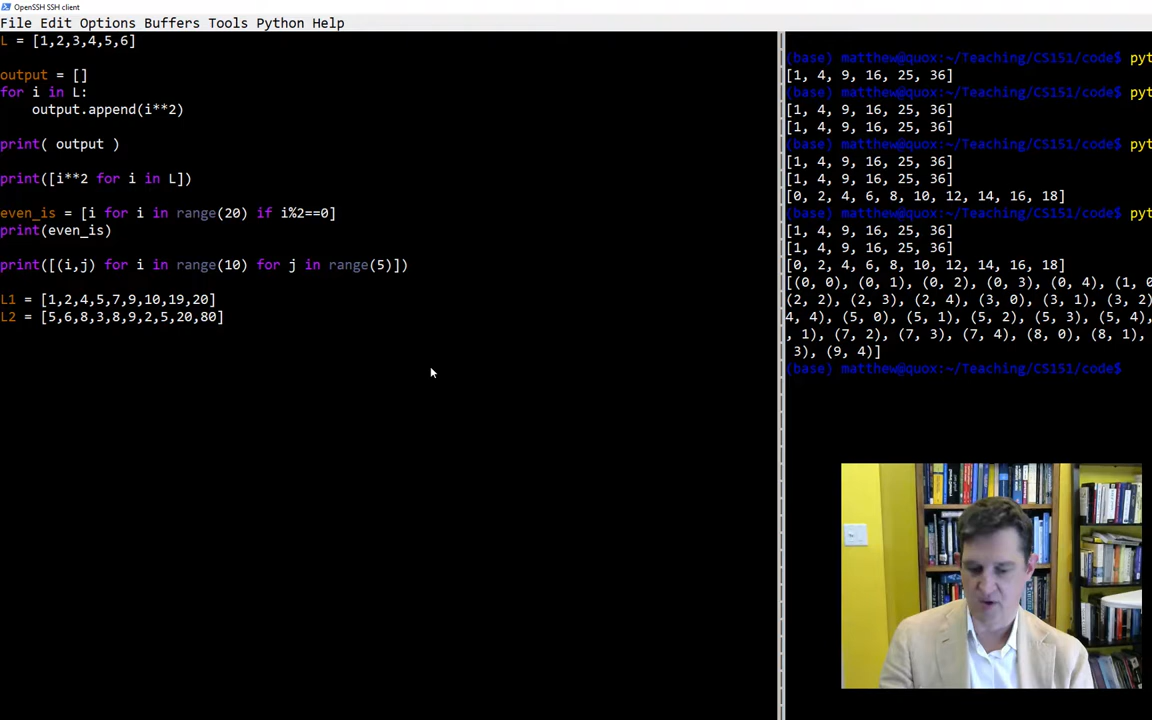 OpenSSH SSH client
File Edit Options Buffers Tools Python Help
L = [1,2,3,4,5,6]
output = []
for i in L:
output.append(i**2)
print( output )
print([i**2 for i in L])
even_is = [i for i in range(20) if i%2==0]
print(even_is)
print([(i,j) for i in range(10) for j in range(5)])
L1 = [1,2,4,5,7,9,10,19,20]
L2 = [5,6,8,3,8,9,2,5,20,80]
(base) matthew@quox:~/Teaching/CS151/code$ pyt
[1, 4, 9, 16, 25, 36]
(base) matthew@quox:~/Teaching/CS151/code$ pyt
[1, 4, 9, 16, 25, 36]
[1, 4, 9, 16, 25, 36]
(base) matthew@quox:~/Teaching/CS151/code$ pyt
[1, 4, 9, 16, 25, 36]
[1, 4, 9, 16, 25, 36]
[0, 2, 4, 6, 8, 10, 12, 14, 16, 18]
(base) matthew@quox:~/Teaching/CS151/code$ pyt
[1, 4, 9, 16, 25, 36]
[1, 4, 9, 16, 25, 36]
[0, 2, 4, 6, 8, 10, 12, 14, 16, 18]
[(0, 0), (0, 1), (0, 2), (0, 3), (0, 4), (1, 0
(2, 2), (2, 3), (2, 4), (3, 0), (3, 1), (3, 2)
4, 4), (5, 0), (5, 1), (5, 2), (5, 3), (5, 4),
, 1), (7, 2), (7, 3), (7, 4), (8, 0), (8, 1),
3), (9, 4)]
(base) matthew@quox:~/Teaching/CS151/code$